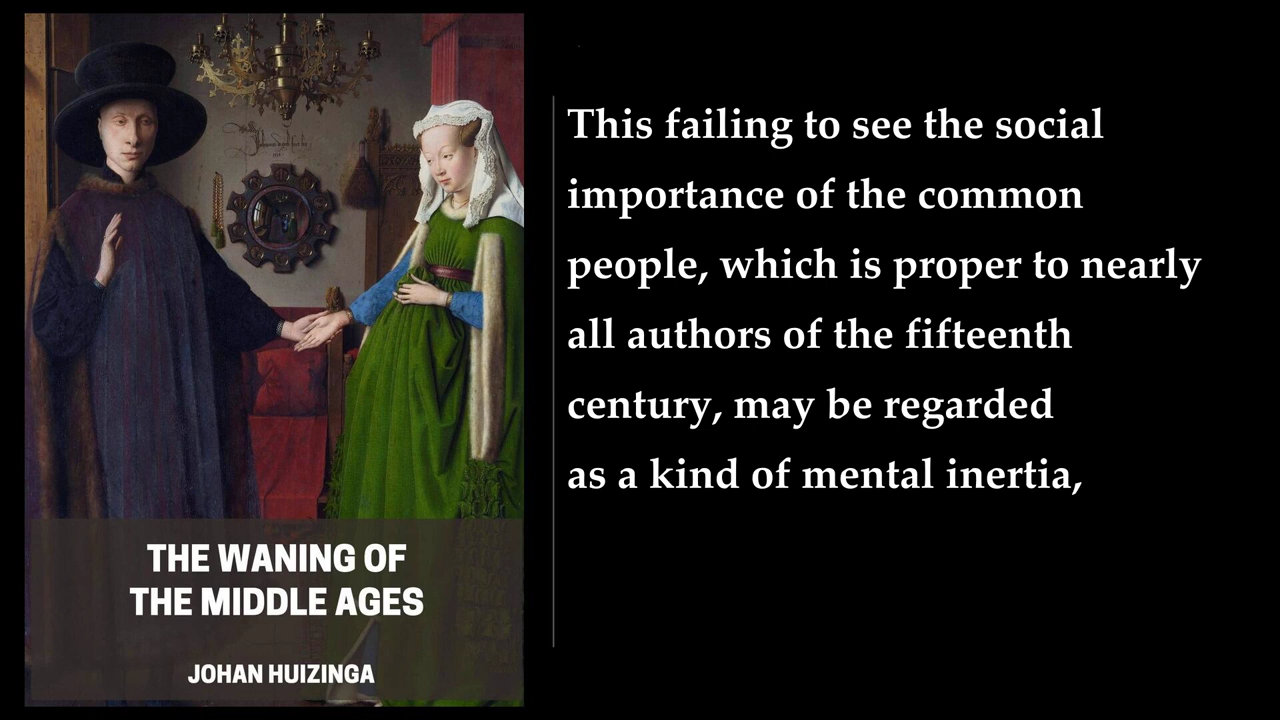 THE WANING OF
THE MIDDLE AGES
JOHAN HUIZINGA
This failing to see the social
importance of the common
people, which is proper to nearly
all authors of the fifteenth
century, may be regarded
as a kind of mental inertia,